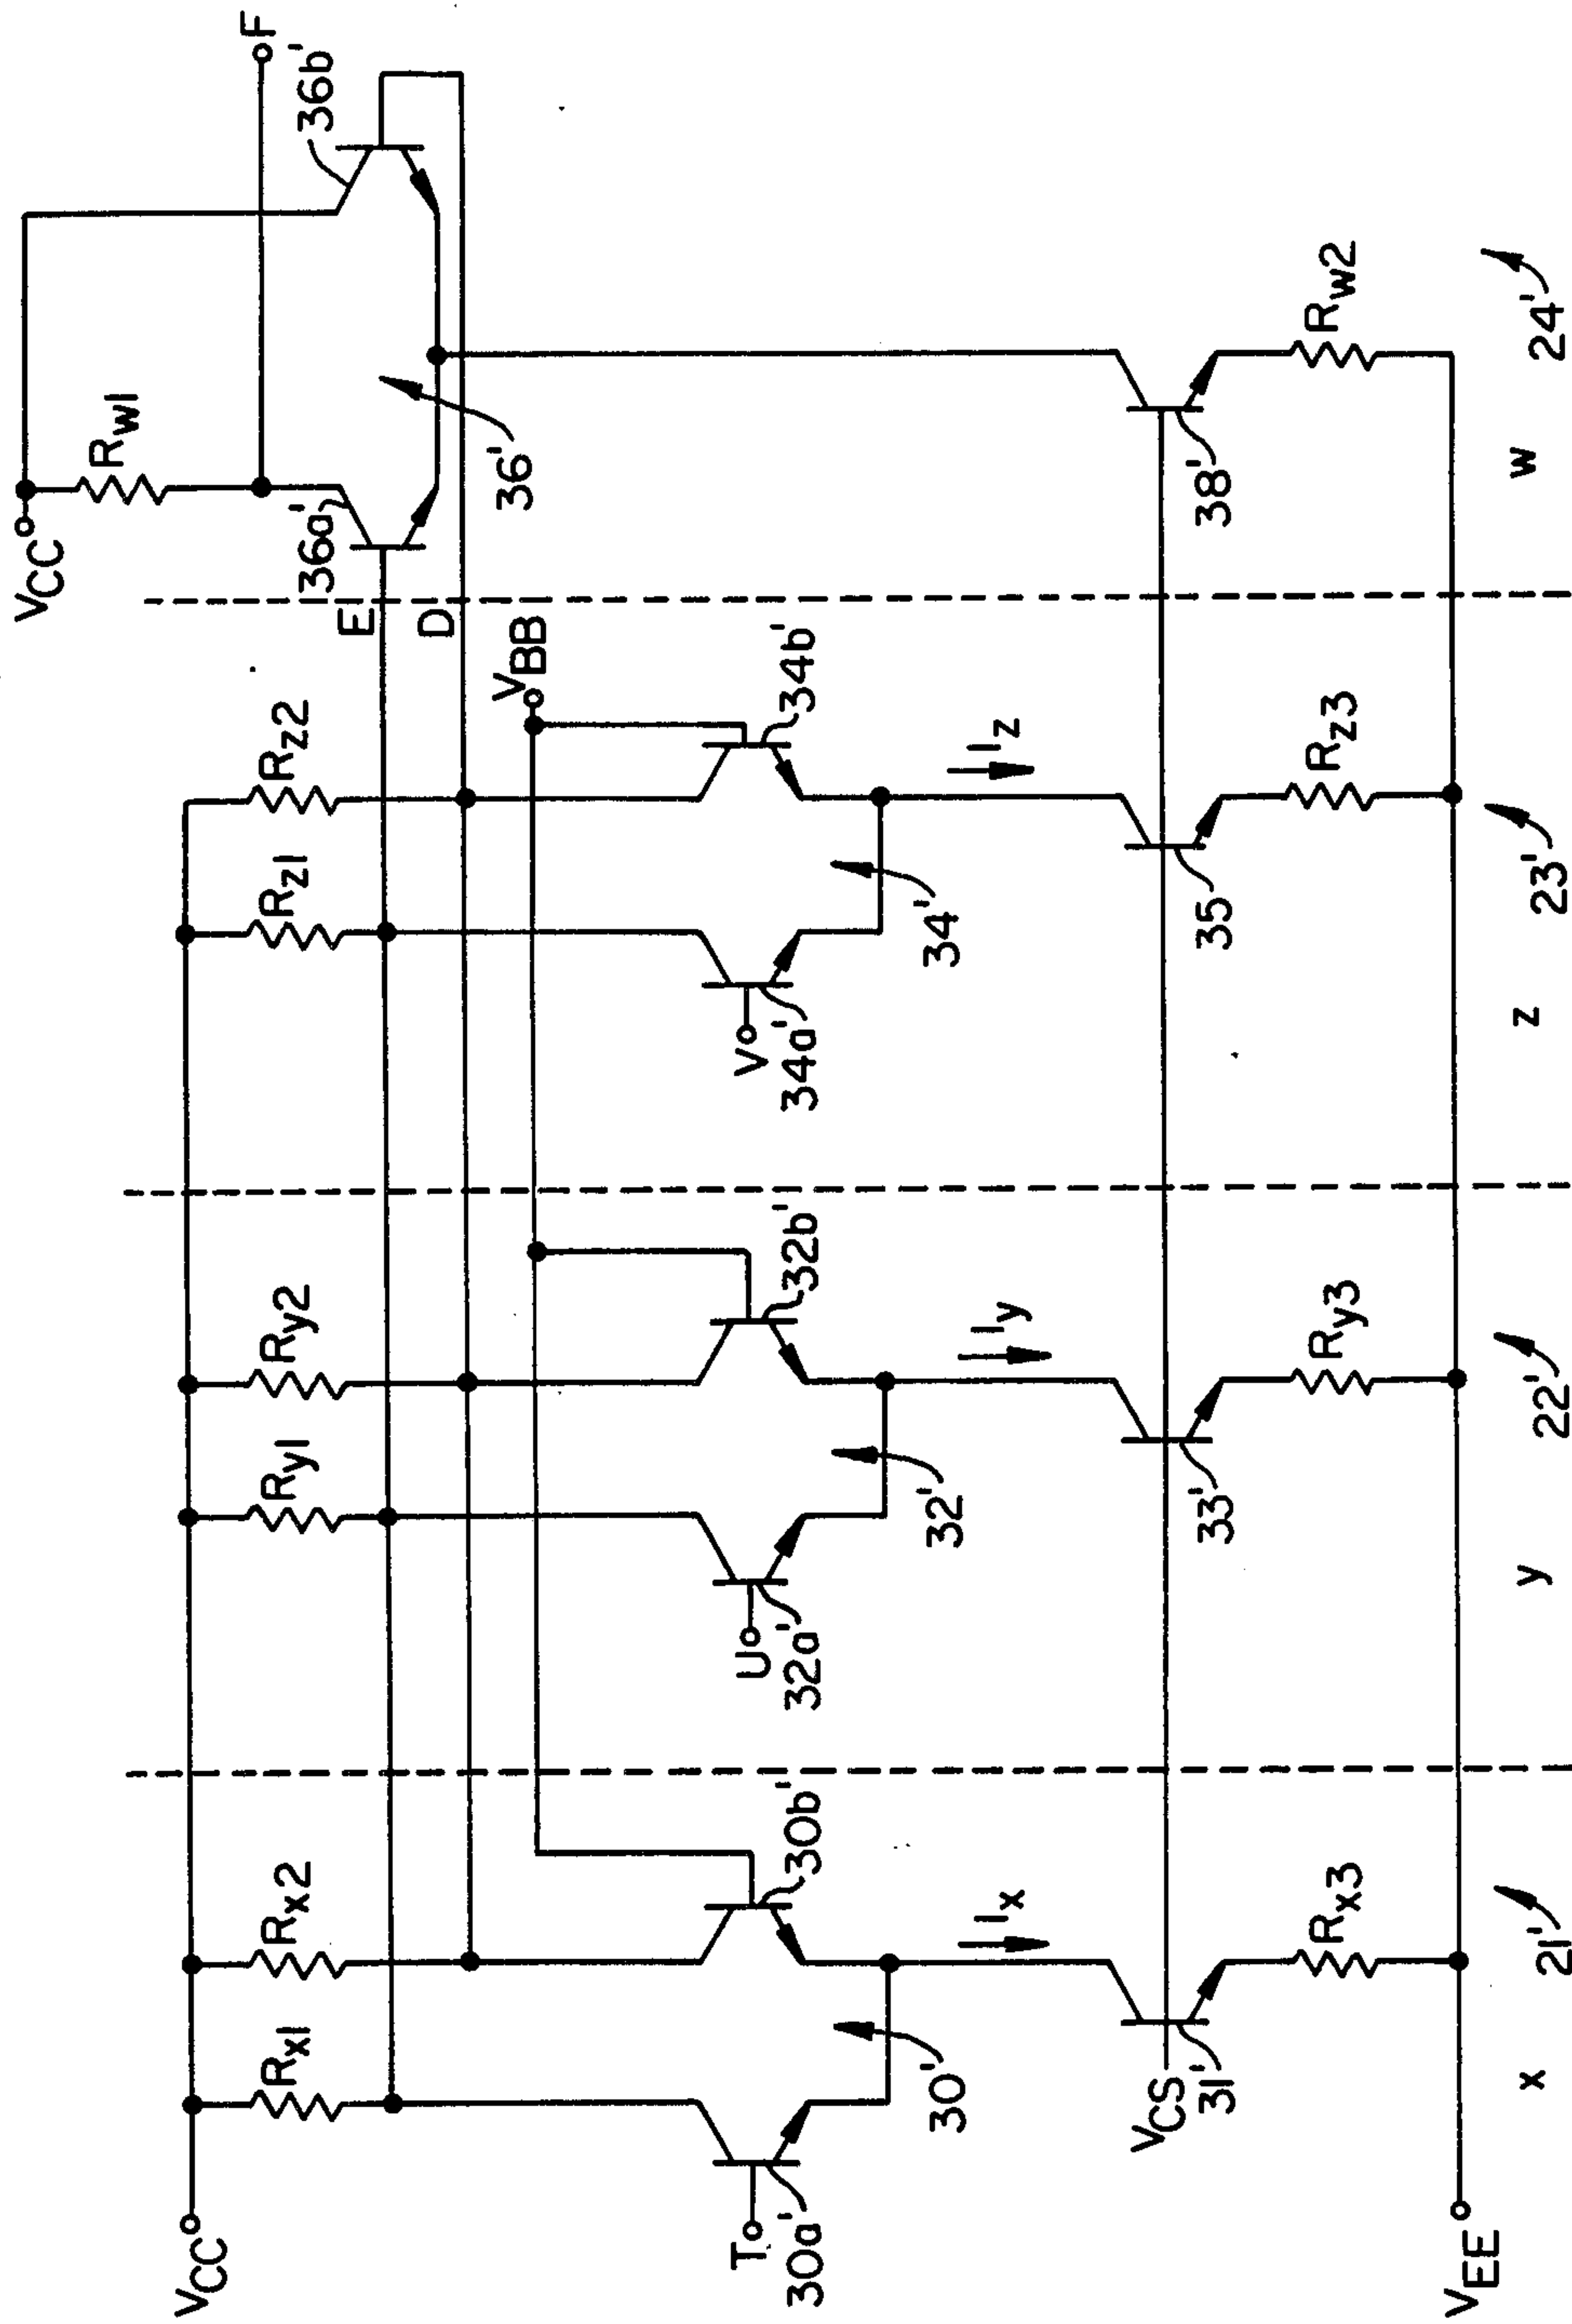 VCC
Rw1
F
36a'
36b'
36'
E
D
VCC
Rx1
Rx2
Ry1
Ry2
Rz1
Rz2
VBB
T
30a'
30b'
30'
U
32a'
32b'
32'
V
34a'
34b'
34'
Ix
Iy
Iz
VCS
31'
33'
35
38'
Rx3
Ry3
Rz3
Rw2
VEE
x
21'
y
22'
z
23'
w
24'